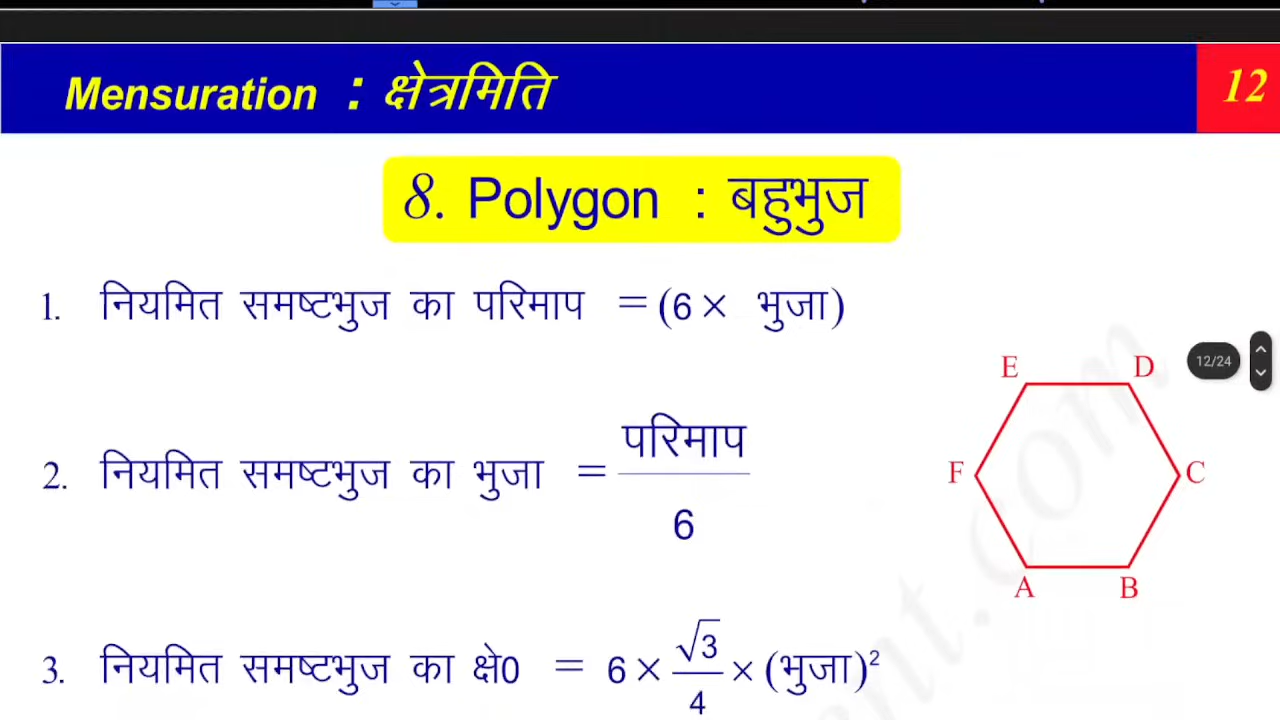 Mensuration : क्षेत्रमिति
12
8. Polygon : बहुभुज
1. नियमित समष्टभुज का परिमाप = (6 × भुजा)
2. नियमित समष्टभुज का भुजा = परिमाप / 6
12/24
E D
F C
A B
3. नियमित समष्टभुज का क्षे0 = 6 × √3 / 4 × (भुजा)²